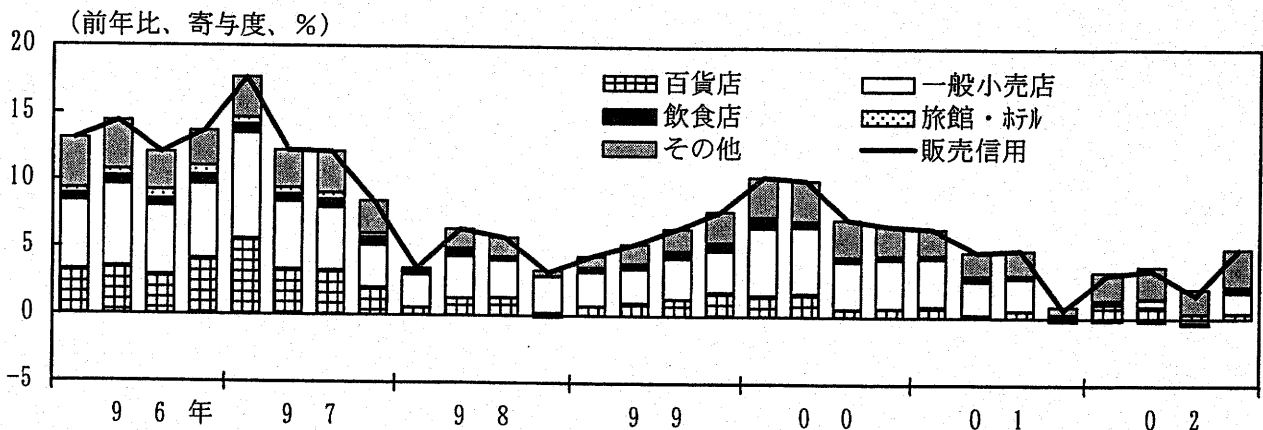 (前年比、寄与度、%)
20
15
10
5
0
-5
百貨店 一般小売店
飲食店 旅館・ﾎﾃﾙ
その他 販売信用
96年 97 98 99 00 01 02